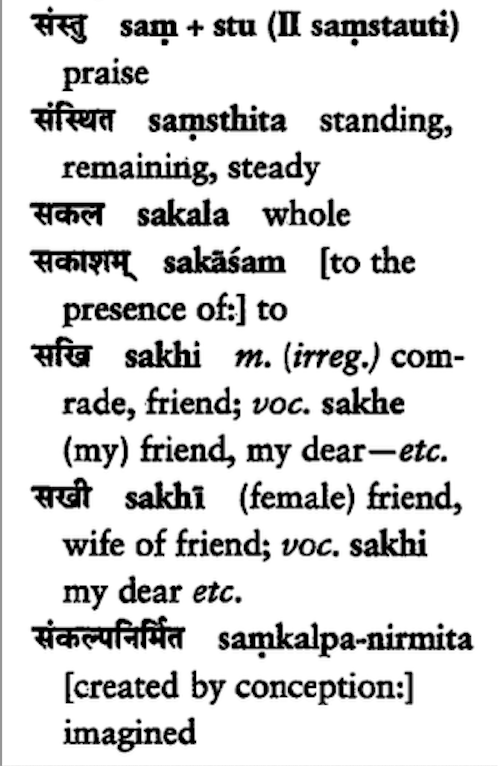 संस्तु saṃ + stu (II saṃstauti)
praise
संस्थित saṃsthita standing,
remaining, steady
सकल sakala whole
सकाशम् sakāśam [to the
presence of:] to
सखि sakhi m. (irreg.) com-
rade, friend; voc. sakhe
(my) friend, my dear—etc.
सखी sakhī (female) friend,
wife of friend; voc. sakhi
my dear etc.
संकल्पनिर्मित saṃkalpa-nirmita
[created by conception:]
imagined